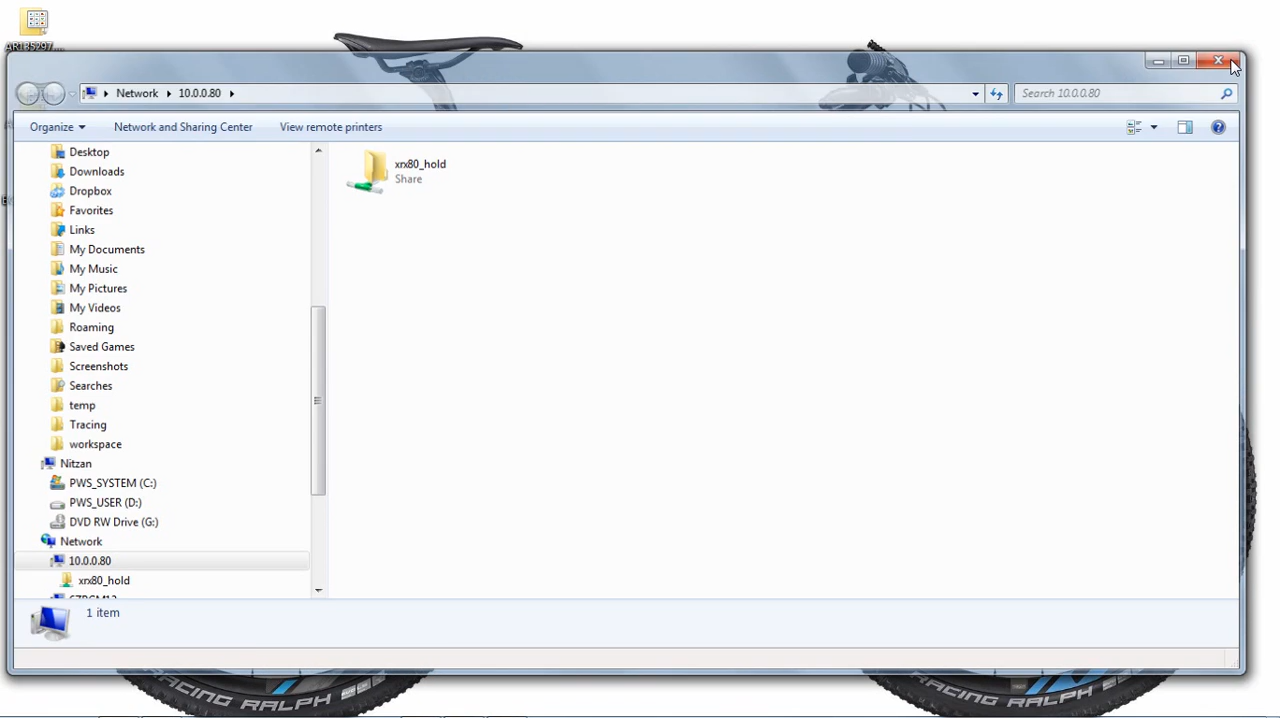 AR135297....
Network
10.0.0.80
Search 10.0.0.80
Organize
Network and Sharing Center
View remote printers
Desktop
Downloads
Dropbox
Favorites
Links
My Documents
My Music
My Pictures
My Videos
Roaming
Saved Games
Screenshots
Searches
temp
Tracing
workspace
Nitzan
PWS_SYSTEM (C:)
PWS_USER (D:)
DVD RW Drive (G:)
Network
10.0.0.80
xrx80_hold
xrx80_hold
Share
1 item
RACING RALPH
RACING RALPH